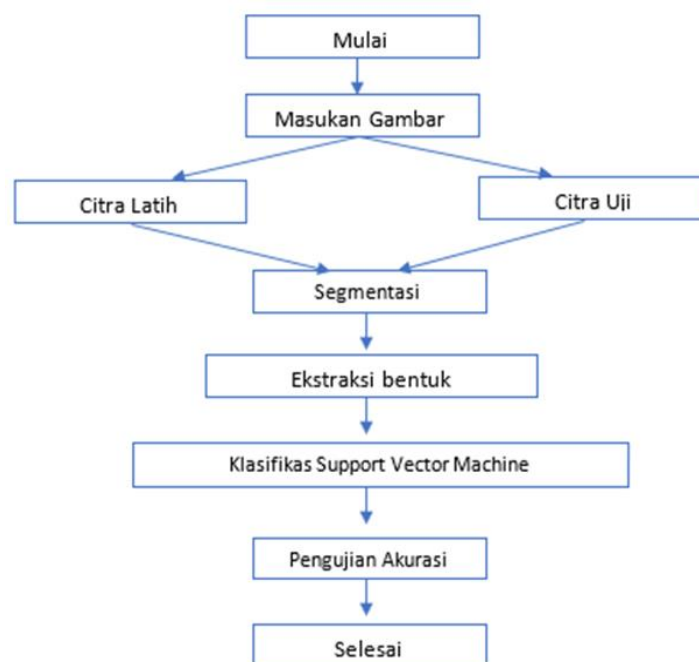 Mulai
Masukan Gambar
Citra Latih
Citra Uji
Segmentasi
Ekstraksi bentuk
Klasifikas Support Vector Machine
Pengujian Akurasi
Selesai